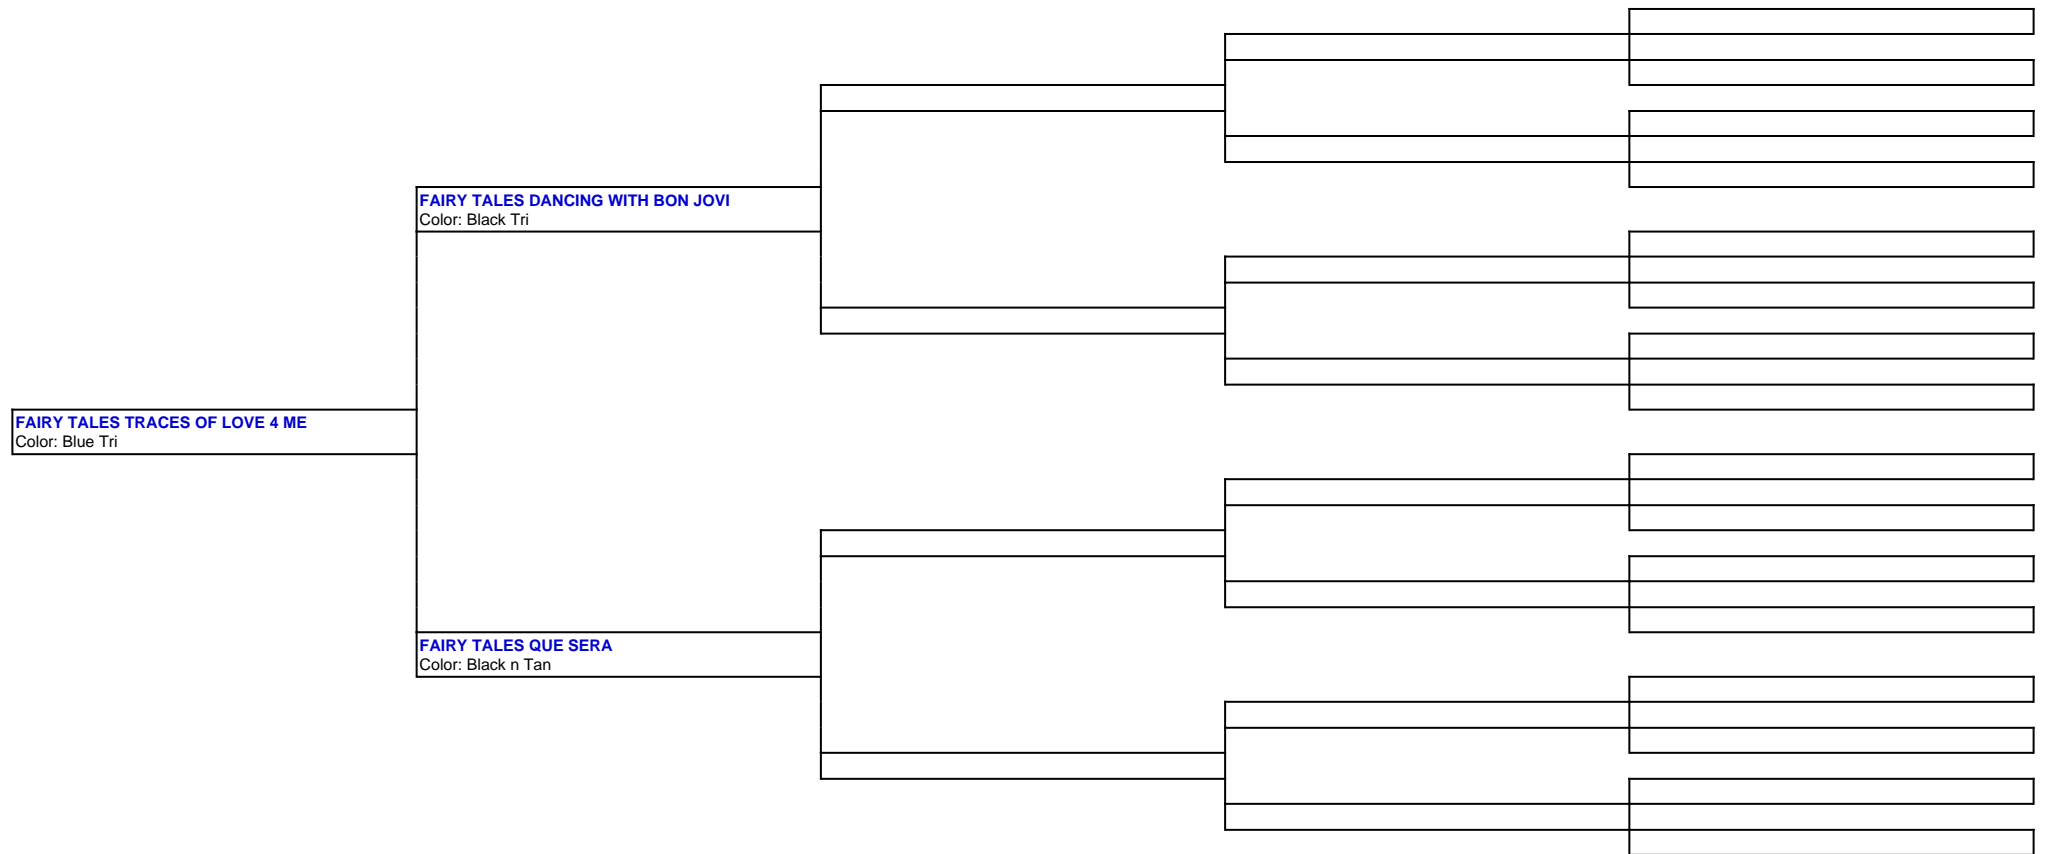 FAIRY TALES DANCING WITH BON JOVI
Color: Black Tri
FAIRY TALES TRACES OF LOVE 4 ME
Color: Blue Tri
FAIRY TALES QUE SERA
Color: Black n Tan